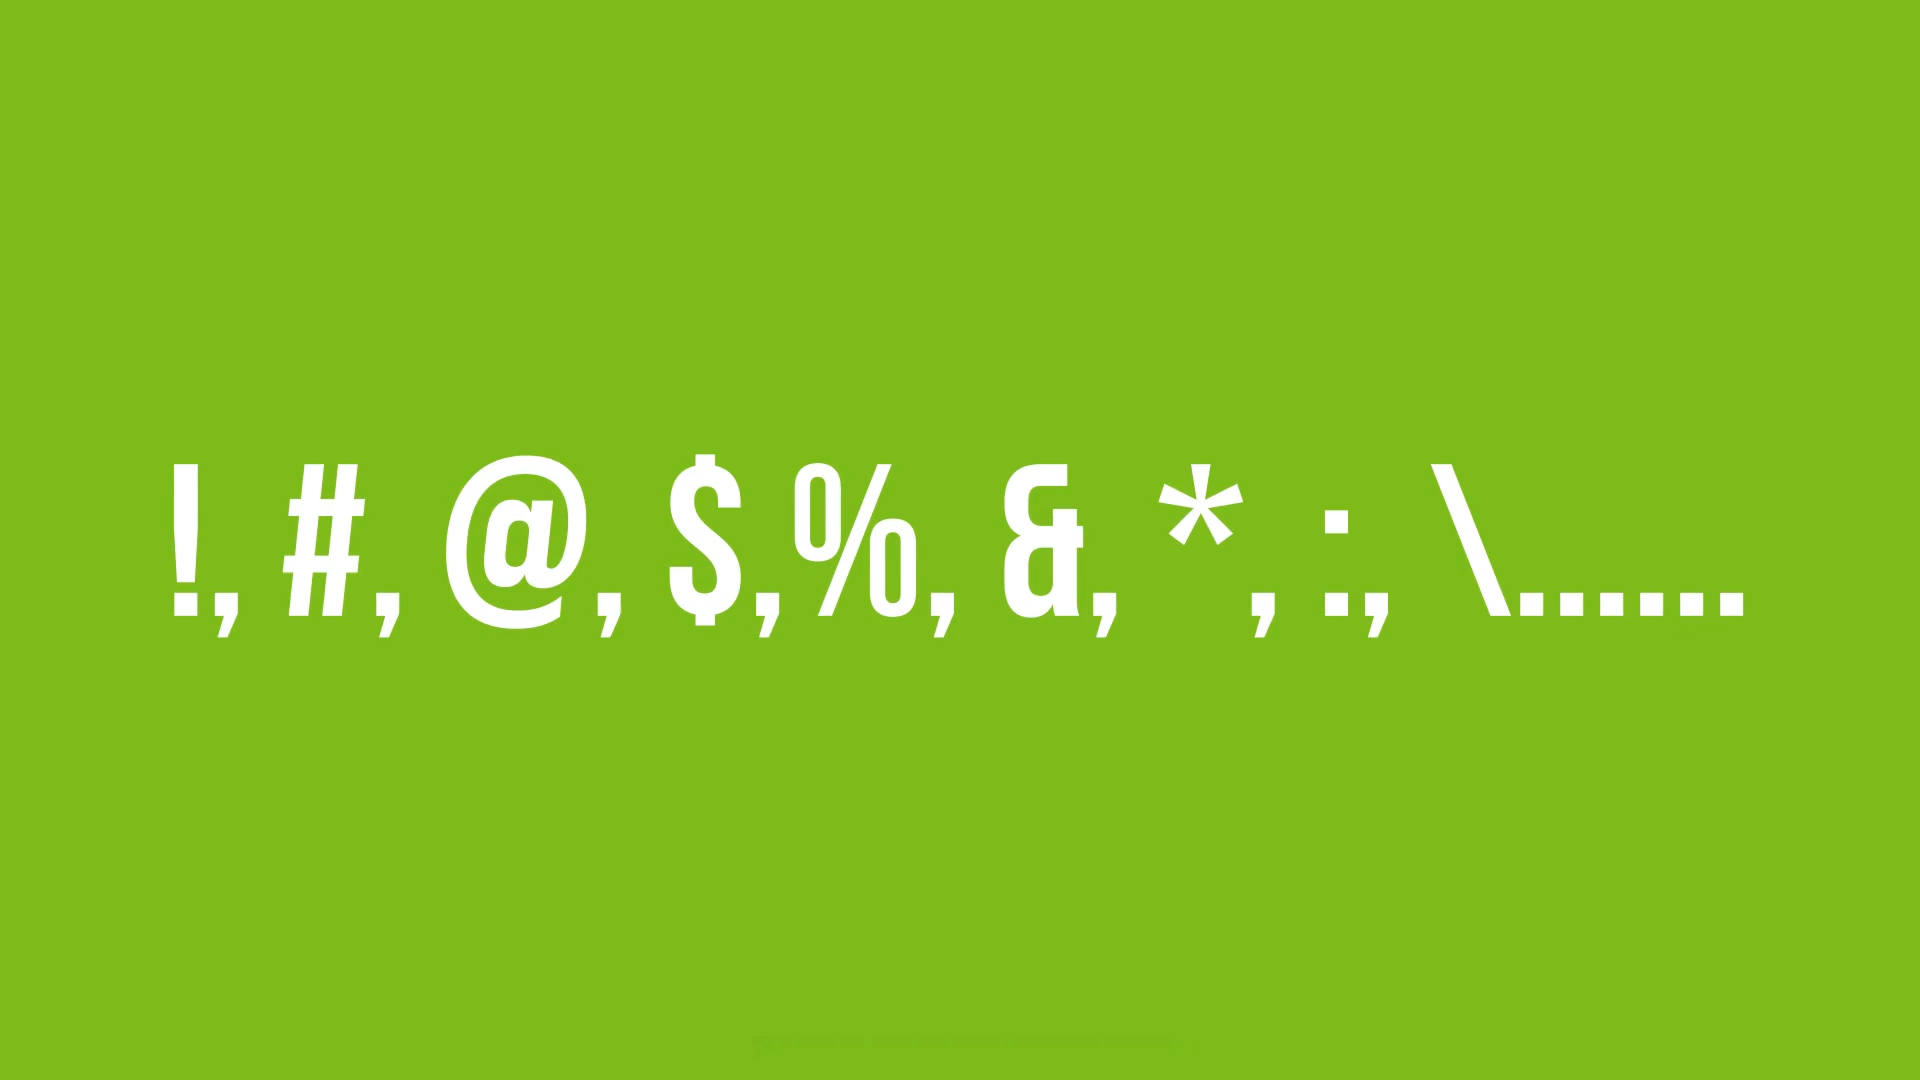 !, #, @, $,%, &, * , :, \......